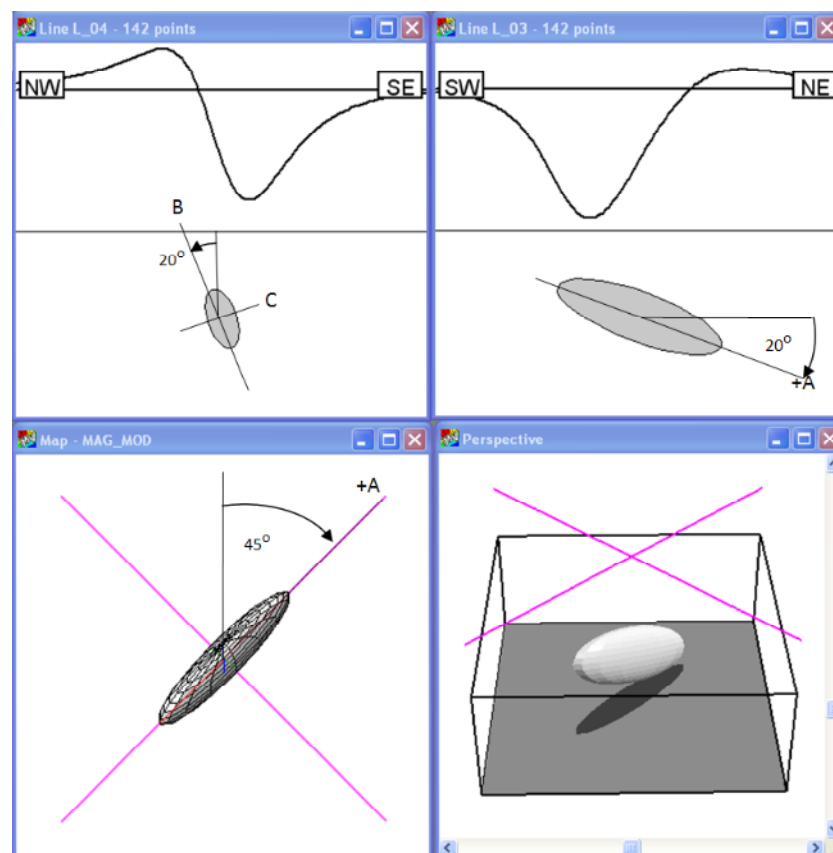 Line L_04 - 142 points
NW
SE
B
20°
C
Line L_03 - 142 points
SW
NE
20°
+A
Map - MAG_MOD
+A
45°
Perspective